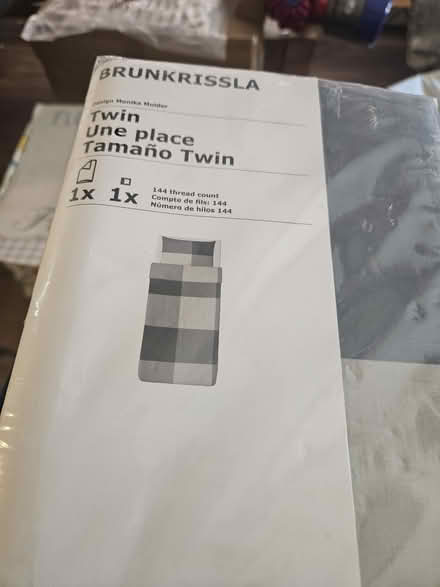 BRUNKRISSLA
Design Monika Mulder
Twin
Une place
Tamaño Twin
1x 1x
144 thread count
Compte de fils: 144
Número de hilos 144